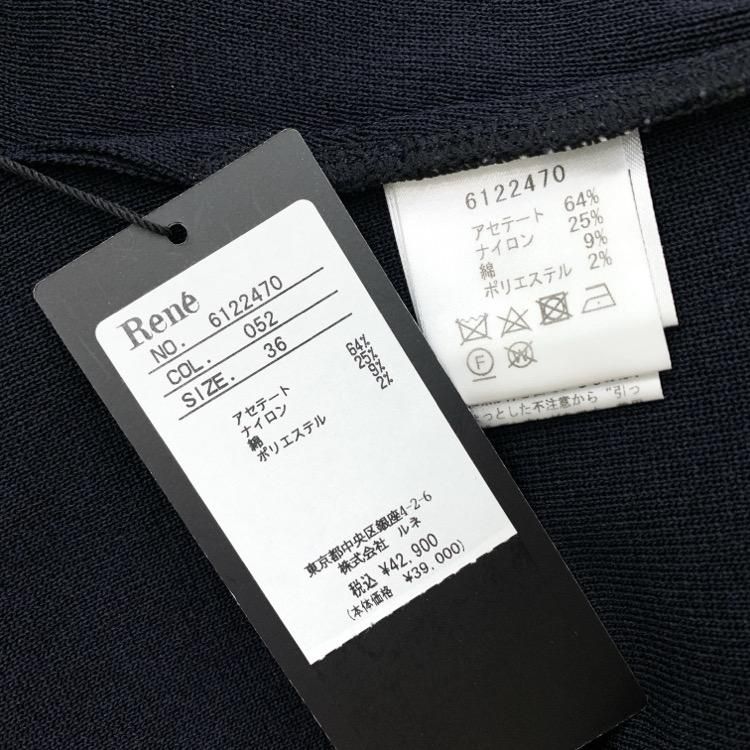 René
NO. 6122470
COL. 052
SIZE. 36
アセテート 64%
ナイロン 25%
綿 9%
ポリエステル 2%
東京都中央区銀座4-2-6
株式会社 ルネ
税込 ¥42,900
(本体価格 ¥39,000)
6122470
アセテート 64%
ナイロン 25%
綿 9%
ポリエステル 2%
F
W
っとした不注意から "引っ